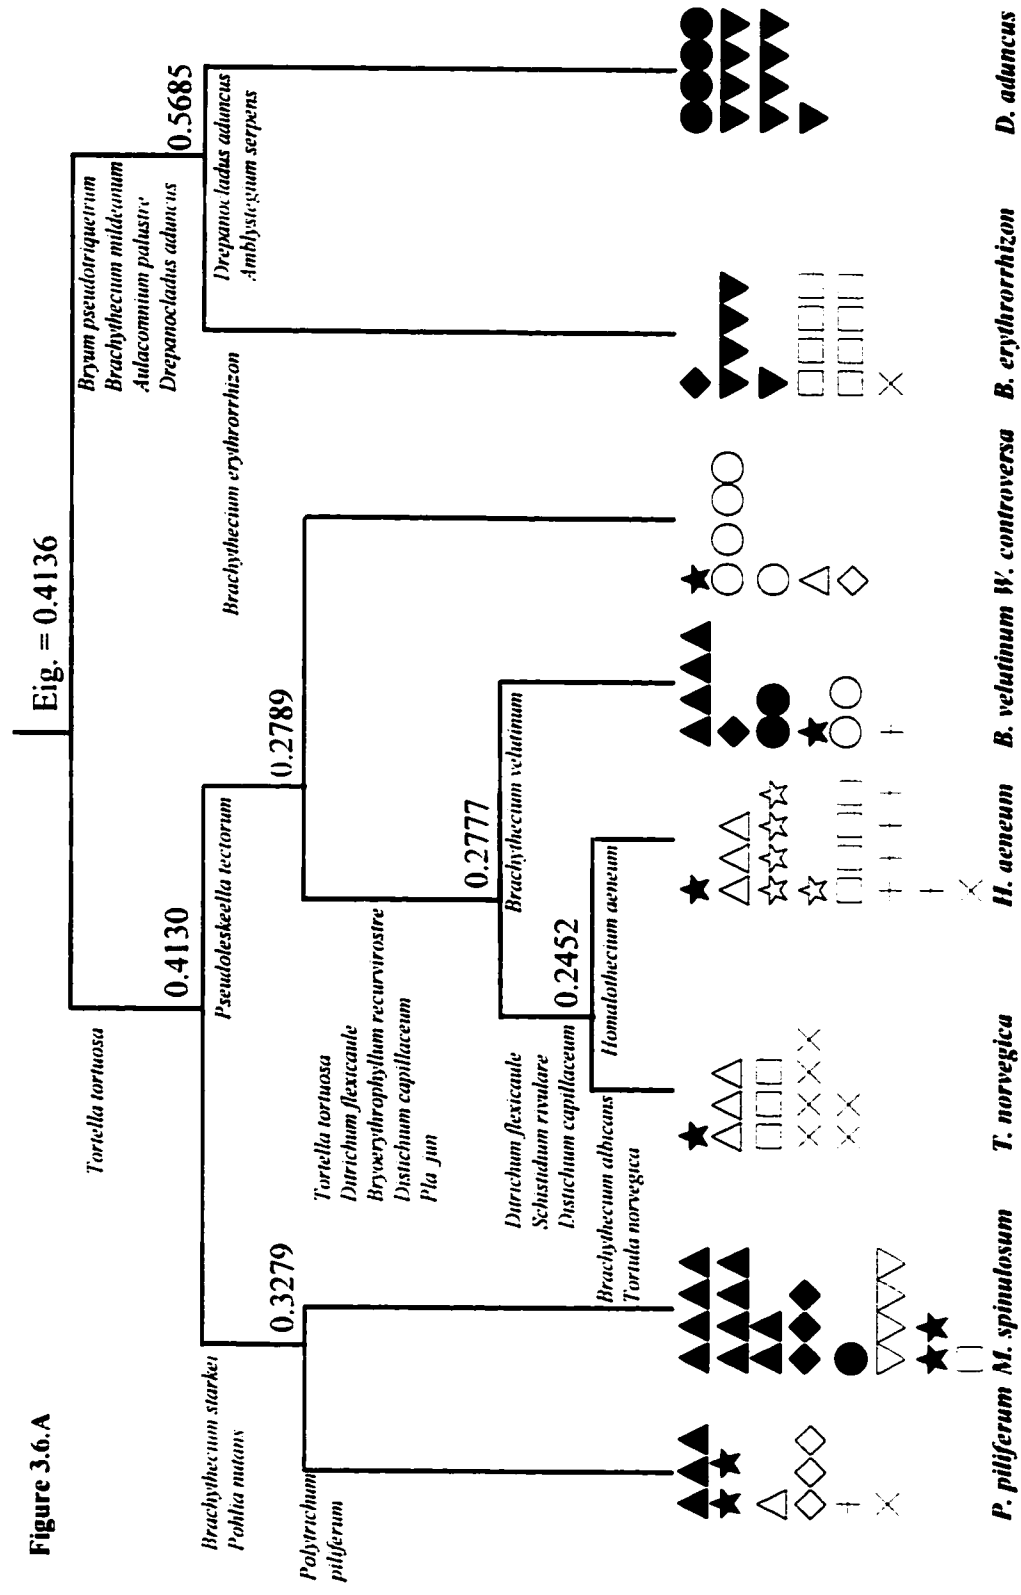 Figure 3.6.A
Eig. = 0.4136
Tortella tortuosa
Bryum pseudotriquetrum
Brachythecium mildeanum
Aulacomnium palustre
Drepanocladus aduncus
0.4130
0.5685
Brachythecium starkei
Pohlia nutans
Pseudoleskeella tectorum
Brachythecium erythrorrhizon
Drepanocladus aduncus
Amblystegium serpens
0.3279
0.2789
Polytrichum
piliferum
Tortella tortuosa
Ditrichum flexicaule
Bryoerythrophyllum recurvirostre
Distichum capillaceum
Pla jun
0.2777
Ditrichum flexicaule
Schistidium rivulare
Distichum capillaceum
Brachythecium velutinum
0.2452
Brachythecium albicans
Tortula norvegica
Homalothecium aeneum
P. piliferum M. spinulosum T. norvegica H. aeneum B. velutinum W. controversa B. erythrorrhizon D. aduncus